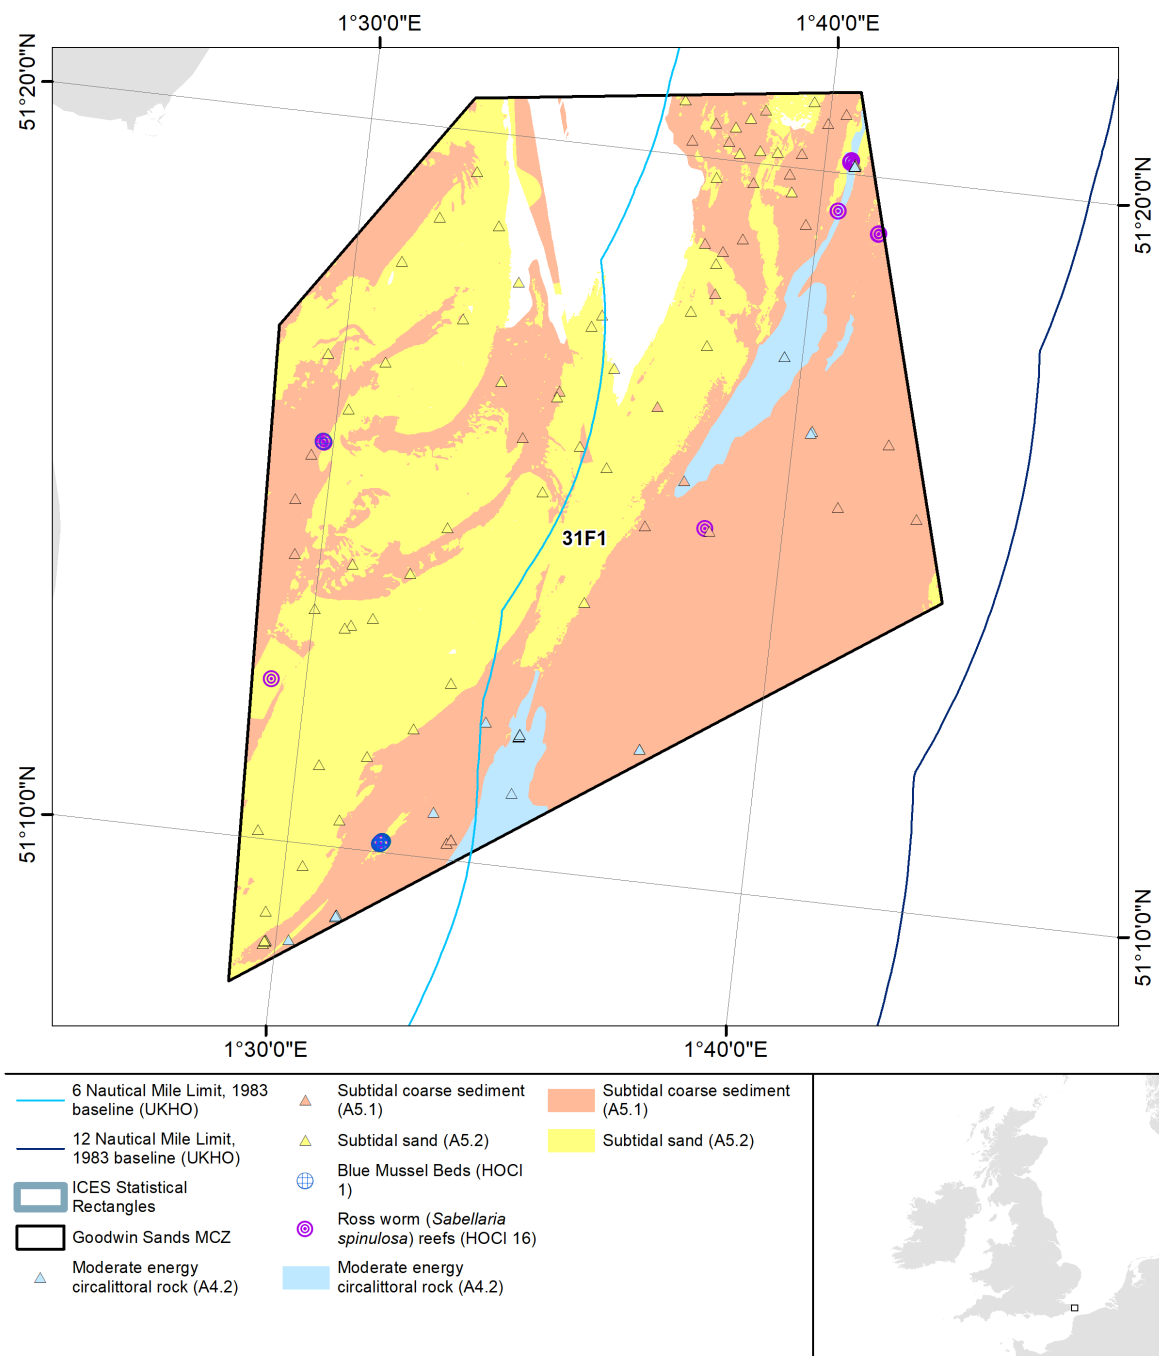 1°30'0"E
1°40'0"E
51°20'0"N
51°20'0"N
31F1
51°10'0"N
51°10'0"N
1°30'0"E
1°40'0"E
6 Nautical Mile Limit, 1983
baseline (UKHO)
12 Nautical Mile Limit,
1983 baseline (UKHO)
ICES Statistical
Rectangles
Goodwin Sands MCZ
Moderate energy
circalittoral rock (A4.2)
Subtidal coarse sediment
(A5.1)
Subtidal sand (A5.2)
Blue Mussel Beds (HOCI
1)
Ross worm (Sabellaria
spinulosa) reefs (HOCI 16)
Moderate energy
circalittoral rock (A4.2)
Subtidal coarse sediment
(A5.1)
Subtidal sand (A5.2)